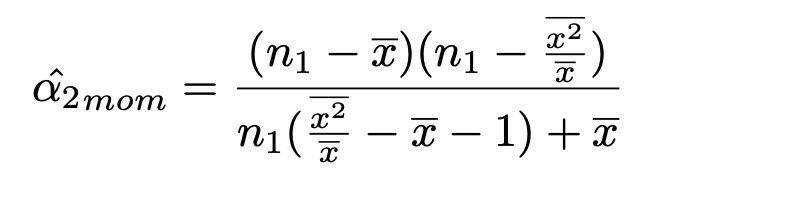 $\hat{\alpha}_{2mom} = \frac{(n_1 - \overline{x})(n_1 - \frac{\overline{x^2}}{\overline{x}})}{n_1(\frac{\overline{x^2}}{\overline{x}} - \overline{x} - 1) + \overline{x}}$